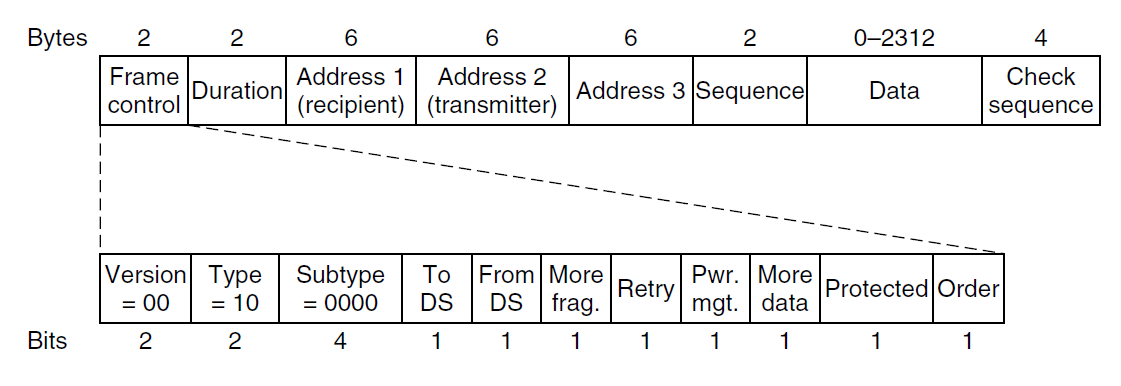 Bytes 2 2 6 6 6 2 0–2312 4
Frame control Duration Address 1 (recipient) Address 2 (transmitter) Address 3 Sequence Data Check sequence
Version = 00 Type = 10 Subtype = 0000 To DS From DS More frag. Retry Pwr. mgt. More data Protected Order
Bits 2 2 4 1 1 1 1 1 1 1 1